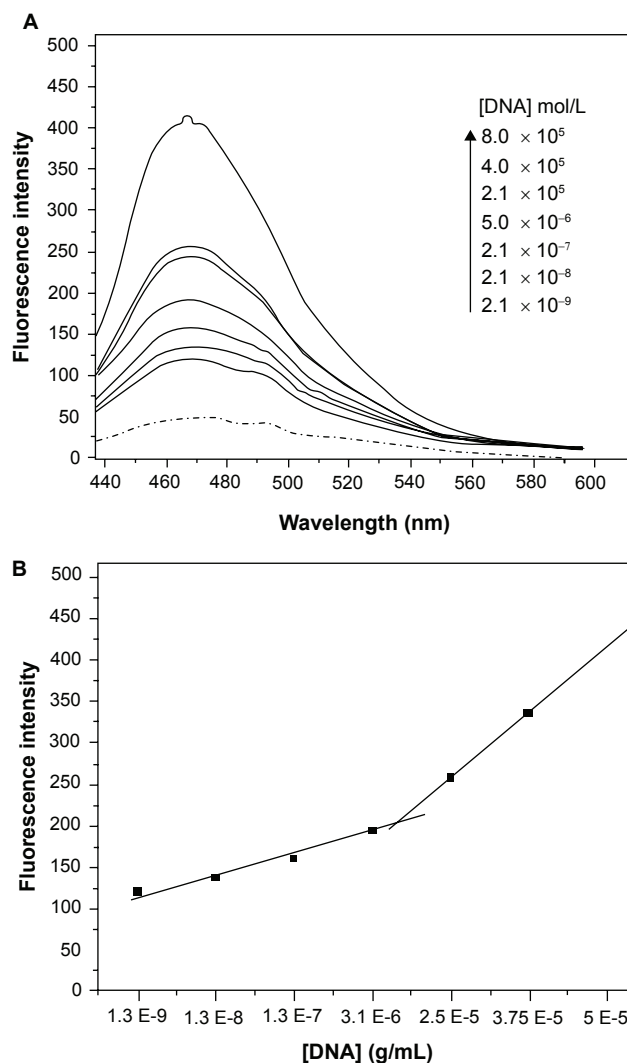 A
500
450
400
350
300
250
200
150
100
50
0
Fluorescence intensity
[DNA] mol/L
8.0 × 10⁵
4.0 × 10⁵
2.1 × 10⁵
5.0 × 10⁻⁶
2.1 × 10⁻⁷
2.1 × 10⁻⁸
2.1 × 10⁻⁹
440 460 480 500 520 540 560 580 600
Wavelength (nm)
B
500
450
400
350
300
250
200
150
100
50
0
Fluorescence intensity
1.3 E-9 1.3 E-8 1.3 E-7 3.1 E-6 2.5 E-5 3.75 E-5 5 E-5
[DNA] (g/mL)